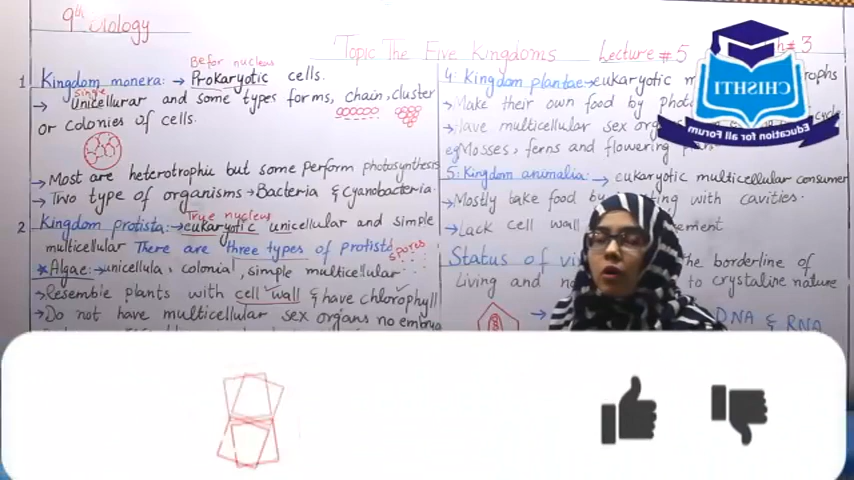 9th Biology
Topic The Five Kingdoms
Lecture #5
#3
1 Kingdom monera: → Prokaryotic cells.
Befor nucleus
→ Unicellurar and some types forms, chain, cluster
single
or colonies of cells.
→ Most are heterotrophic but some Perform photosynthesis
→ Two type of organisms → Bacteria & Cyanobacteria.
2 Kingdom protista: → eukaryotic unicellular and simple
True nucleus
multicellular There are three types of protists
spores
* Algae: → unicellula, colonial, simple multicellular
→ Resemble plants with cell wall & have chlorophyll
→ Do not have multicellular sex organs no embryo
4: Kingdom plantae → eukaryotic
→ Make their own food by
→ Have multicellular sex
eg Mosses, ferns and flowering
5: Kingdom animalia: → eukaryotic multicellular consumer
→ Mostly take food by with cavities.
→ Lack cell wall
Status of the borderline of
Living and to crystaline nature
→ DNA & RNA
CHISHTI
Education for all Forum